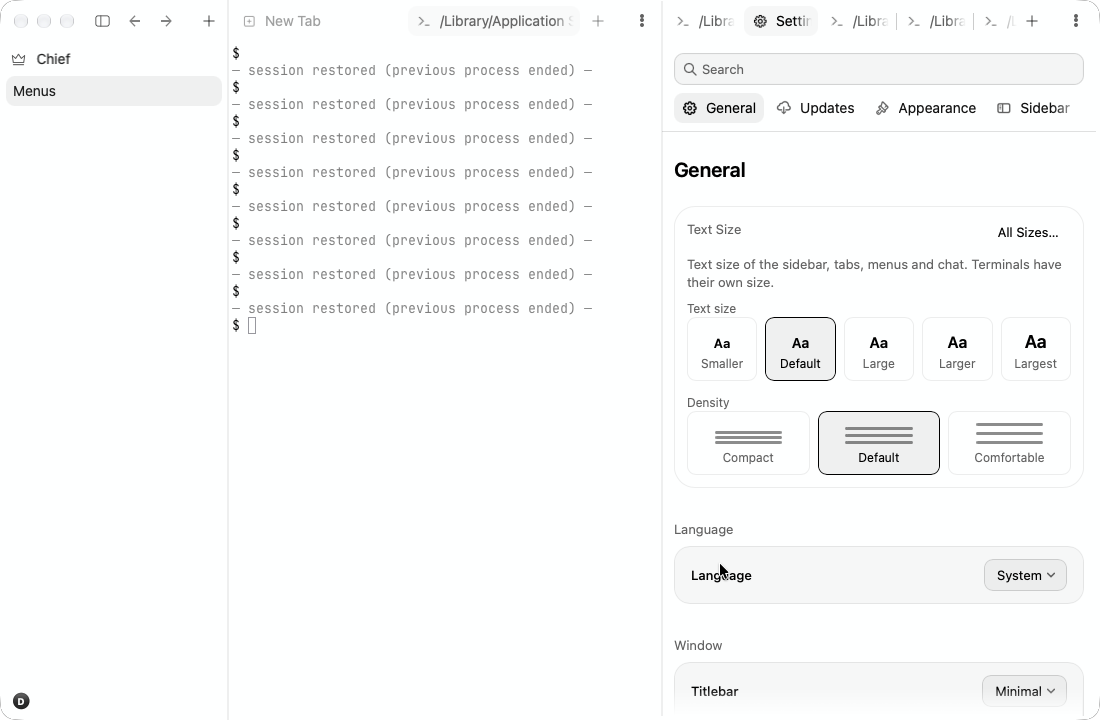 New Tab
/Library/Application
/Libra
Settin
/Libra
/Libra
Chief
Menus
$
— session restored (previous process ended) —
$
— session restored (previous process ended) —
$
— session restored (previous process ended) —
$
— session restored (previous process ended) —
$
— session restored (previous process ended) —
$
— session restored (previous process ended) —
$
— session restored (previous process ended) —
$
— session restored (previous process ended) —
$
Search
General
Updates
Appearance
Sidebar
General
Text Size
All Sizes...
Text size of the sidebar, tabs, menus and chat. Terminals have
their own size.
Text size
Aa Aa Aa Aa Aa
Smaller Default Large Larger Largest
Density
Compact Default Comfortable
Language
Language
System
Window
Titlebar
Minimal
D